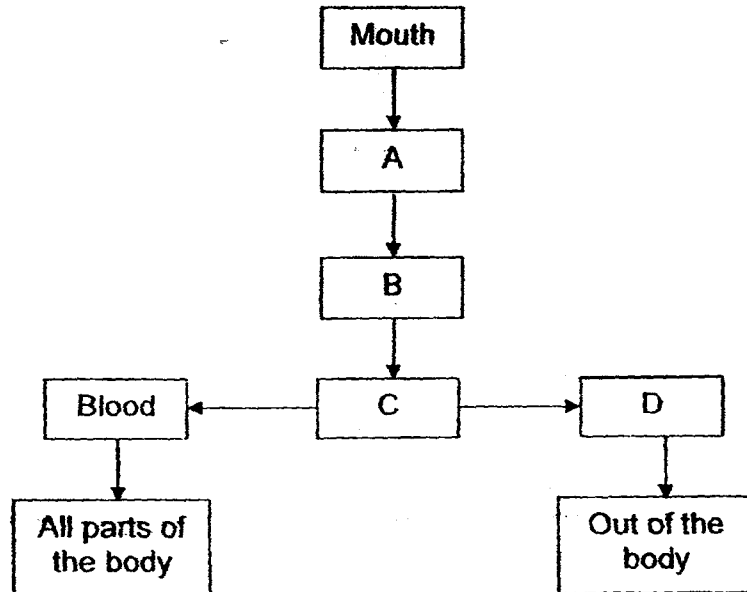 Mouth
A
B
Blood
C
D
All parts of
the body
Out of the
body